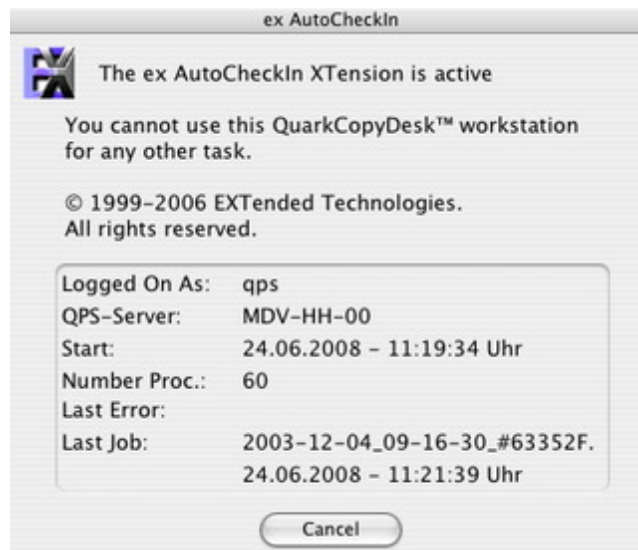 ex AutoCheckIn
The ex AutoCheckIn XTension is active
You cannot use this QuarkCopyDesk™ workstation
for any other task.
© 1999-2006 EXTended Technologies.
All rights reserved.
Logged On As: qps
QPS-Server: MDV-HH-00
Start: 24.06.2008 - 11:19:34 Uhr
Number Proc.: 60
Last Error:
Last Job: 2003-12-04_09-16-30_#63352F.
24.06.2008 - 11:21:39 Uhr
Cancel